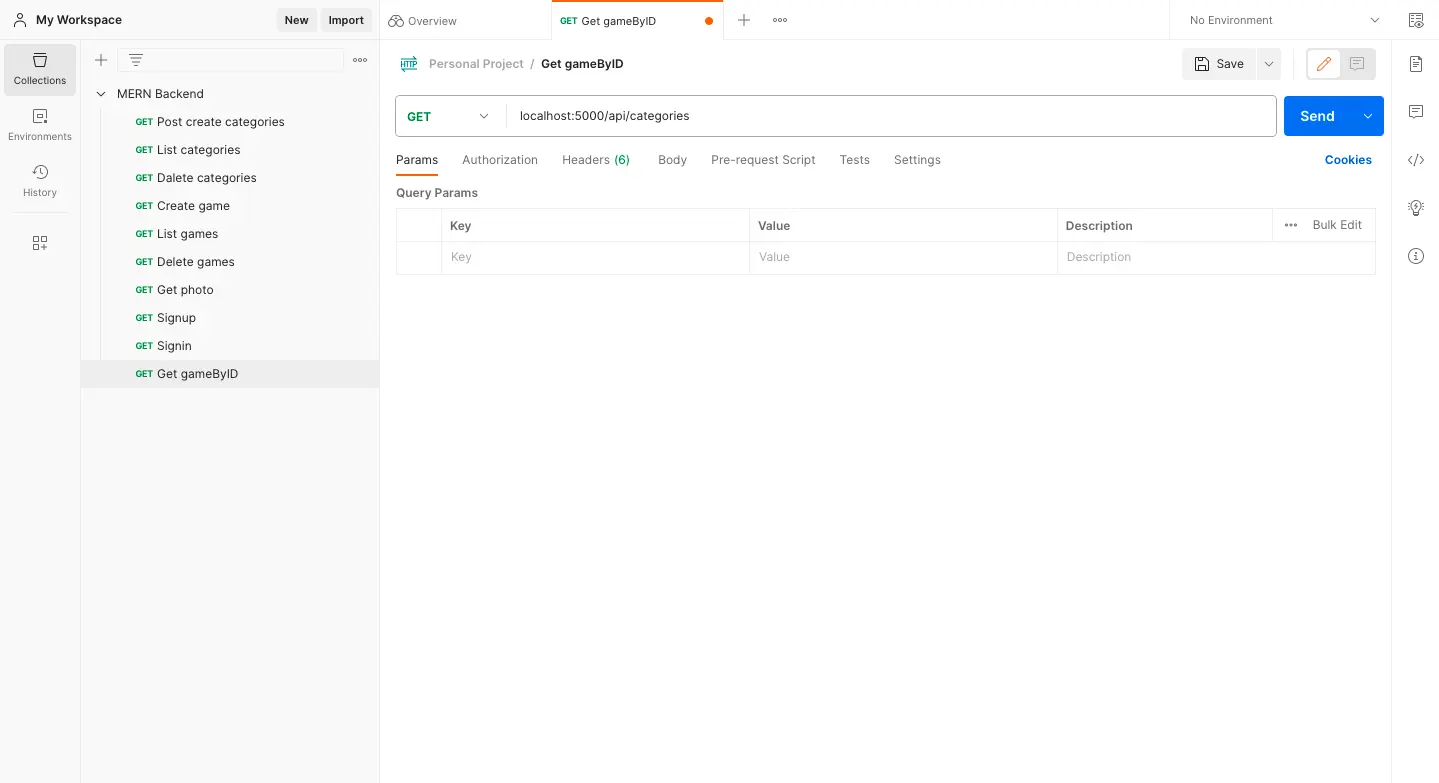 My Workspace New Import Overview GET Get gameByID No Environment
Collections
Environments
History
MERN Backend
GET Post create categories
GET List categories
GET Dalete categories
GET Create game
GET List games
GET Delete games
GET Get photo
GET Signup
GET Signin
GET Get gameByID
HTTP Personal Project / Get gameByID Save
GET localhost:5000/api/categories Send
Params Authorization Headers (6) Body Pre-request Script Tests Settings Cookies
Query Params
Key Value Description Bulk Edit
Key Value Description